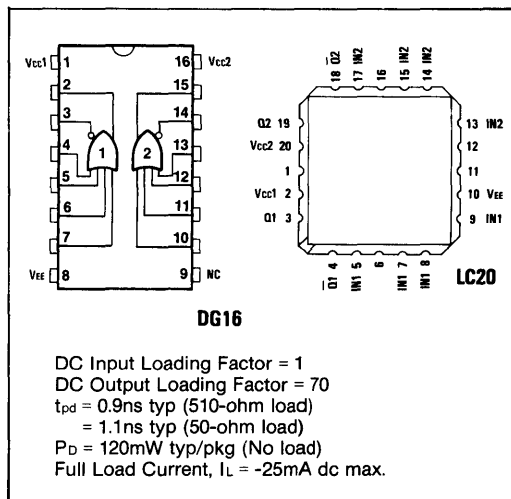 Vcc1 1 16 Vcc2
2 15
3 14
4 13
1 2
5 12
6 11
7 10
VEE 8 9 NC
DG16
18 Q̅2
17 IN2
16
15 IN2
14 IN2
Q2 19
Vcc2 20
1
Vcc1 2
Q1 3
13 IN2
12
11
10 VEE
9 IN1
Q̅1 4
IN1 5
6
IN1 7
IN1 8
LC20
DC Input Loading Factor = 1
DC Output Loading Factor = 70
tpd = 0.9ns typ (510-ohm load)
= 1.1ns typ (50-ohm load)
PD = 120mW typ/pkg (No load)
Full Load Current, IL = -25mA dc max.